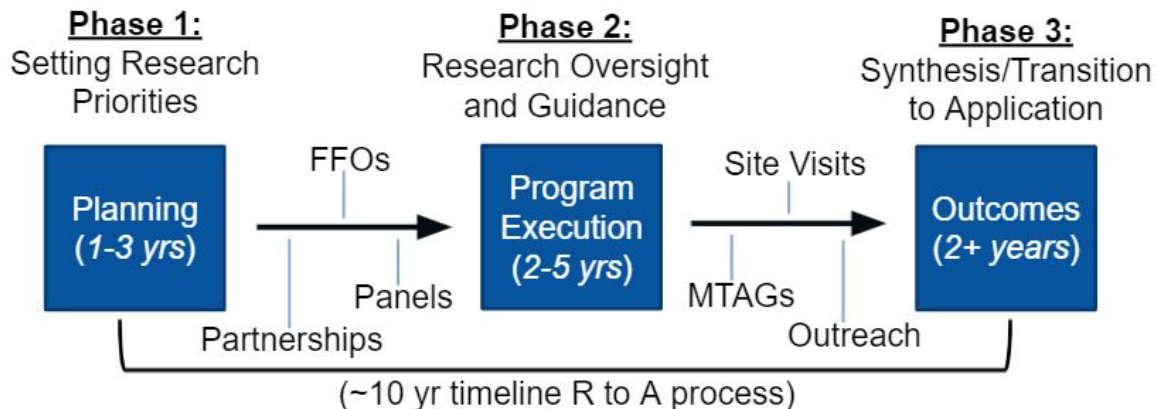 Phase 1:
Setting Research
Priorities
Phase 2:
Research Oversight
and Guidance
Phase 3:
Synthesis/Transition
to Application
Planning
(1-3 yrs)
FFOs
Partnerships
Panels
Program
Execution
(2-5 yrs)
Site Visits
MTAGs
Outreach
Outcomes
(2+ years)
(~10 yr timeline R to A process)